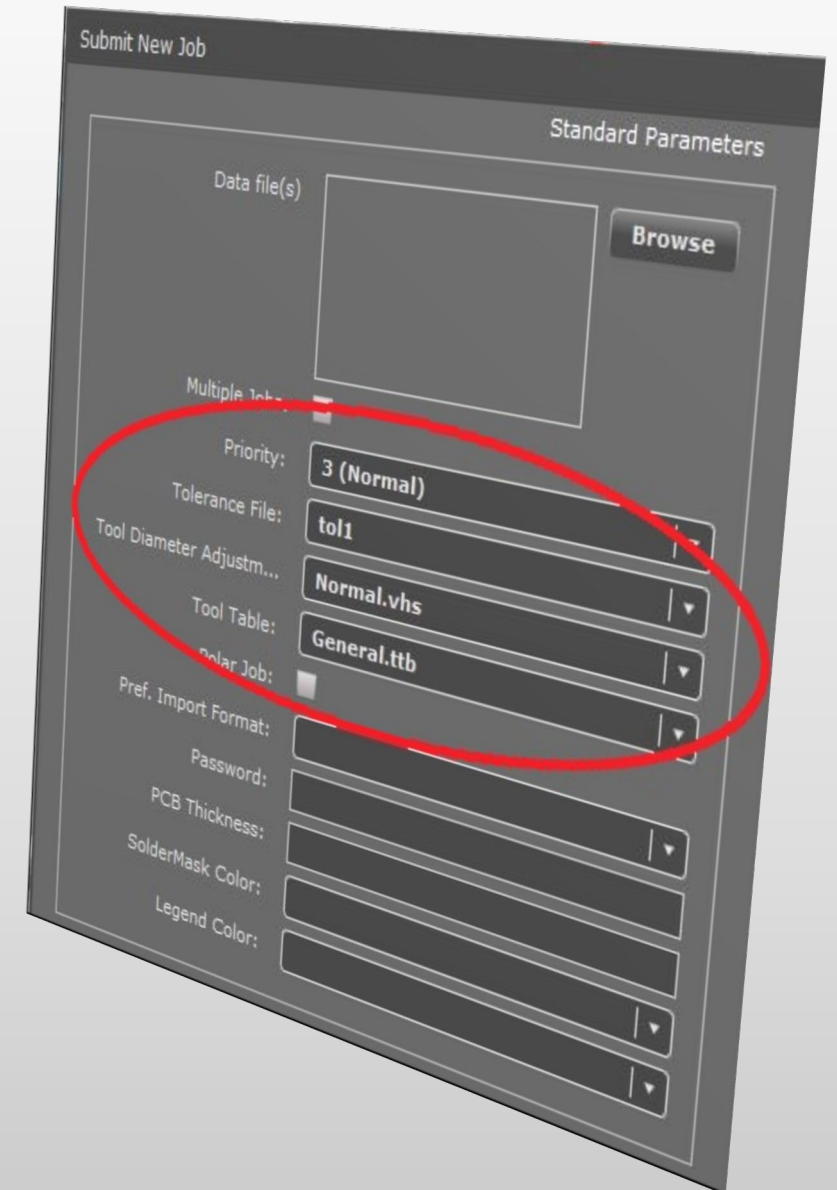 Submit New Job
Standard Parameters
Data file(s)
Browse
Multiple Jobs:
Priority:
3 (Normal)
Tolerance File:
tol1
Tool Diameter Adjustm...
Normal.vhs
Tool Table:
General.ttb
Polar Job:
Pref. Import Format:
Password:
PCB Thickness:
SolderMask Color:
Legend Color: